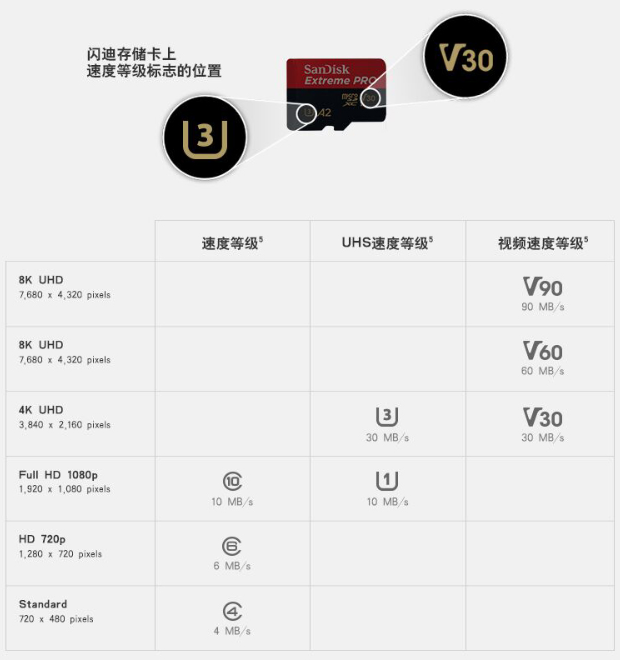 闪迪存储卡上
速度等级标志的位置
V30
SanDisk
Extreme PRO
micro SD XC V30
3 A2
3
速度等级5 UHS速度等级5 视频速度等级5
8K UHD
7,680 x 4,320 pixels
V90
90 MB/s
8K UHD
7,680 x 4,320 pixels
V60
60 MB/s
4K UHD
3,840 x 2,160 pixels
3 V30
30 MB/s 30 MB/s
Full HD 1080p
1,920 x 1,080 pixels
10 1
10 MB/s 10 MB/s
HD 720p
1,280 x 720 pixels
6
6 MB/s
Standard
720 x 480 pixels
4
4 MB/s